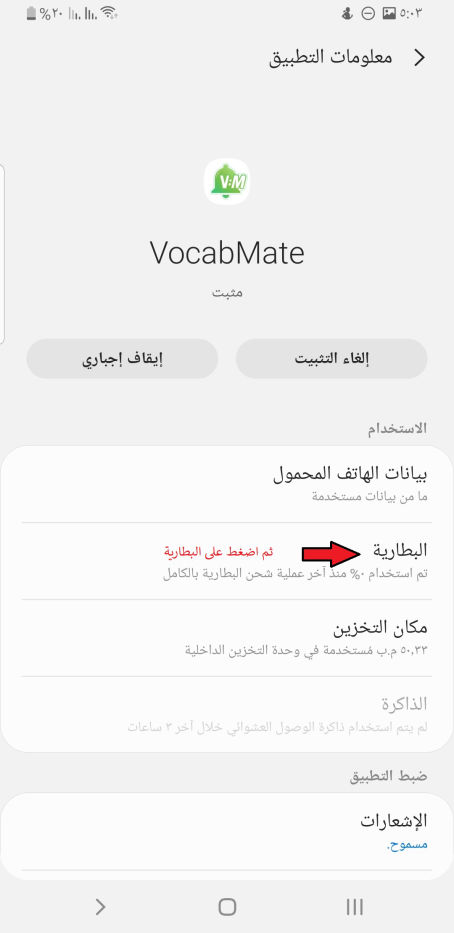 ٥:٠٣
%٢٠
معلومات التطبيق
V:M
VocabMate
مثبت
إلغاء التثبيت
إيقاف إجباري
الاستخدام
بيانات الهاتف المحمول
ما من بيانات مستخدمة
البطارية
ثم اضغط على البطارية
تم استخدام ٠% منذ آخر عملية شحن البطارية بالكامل
مكان التخزين
٥٠,٣٣ م.ب مُستخدمة في وحدة التخزين الداخلية
الذاكرة
لم يتم استخدام ذاكرة الوصول العشوائي خلال آخر ٣ ساعات
ضبط التطبيق
الإشعارات
مسموح.